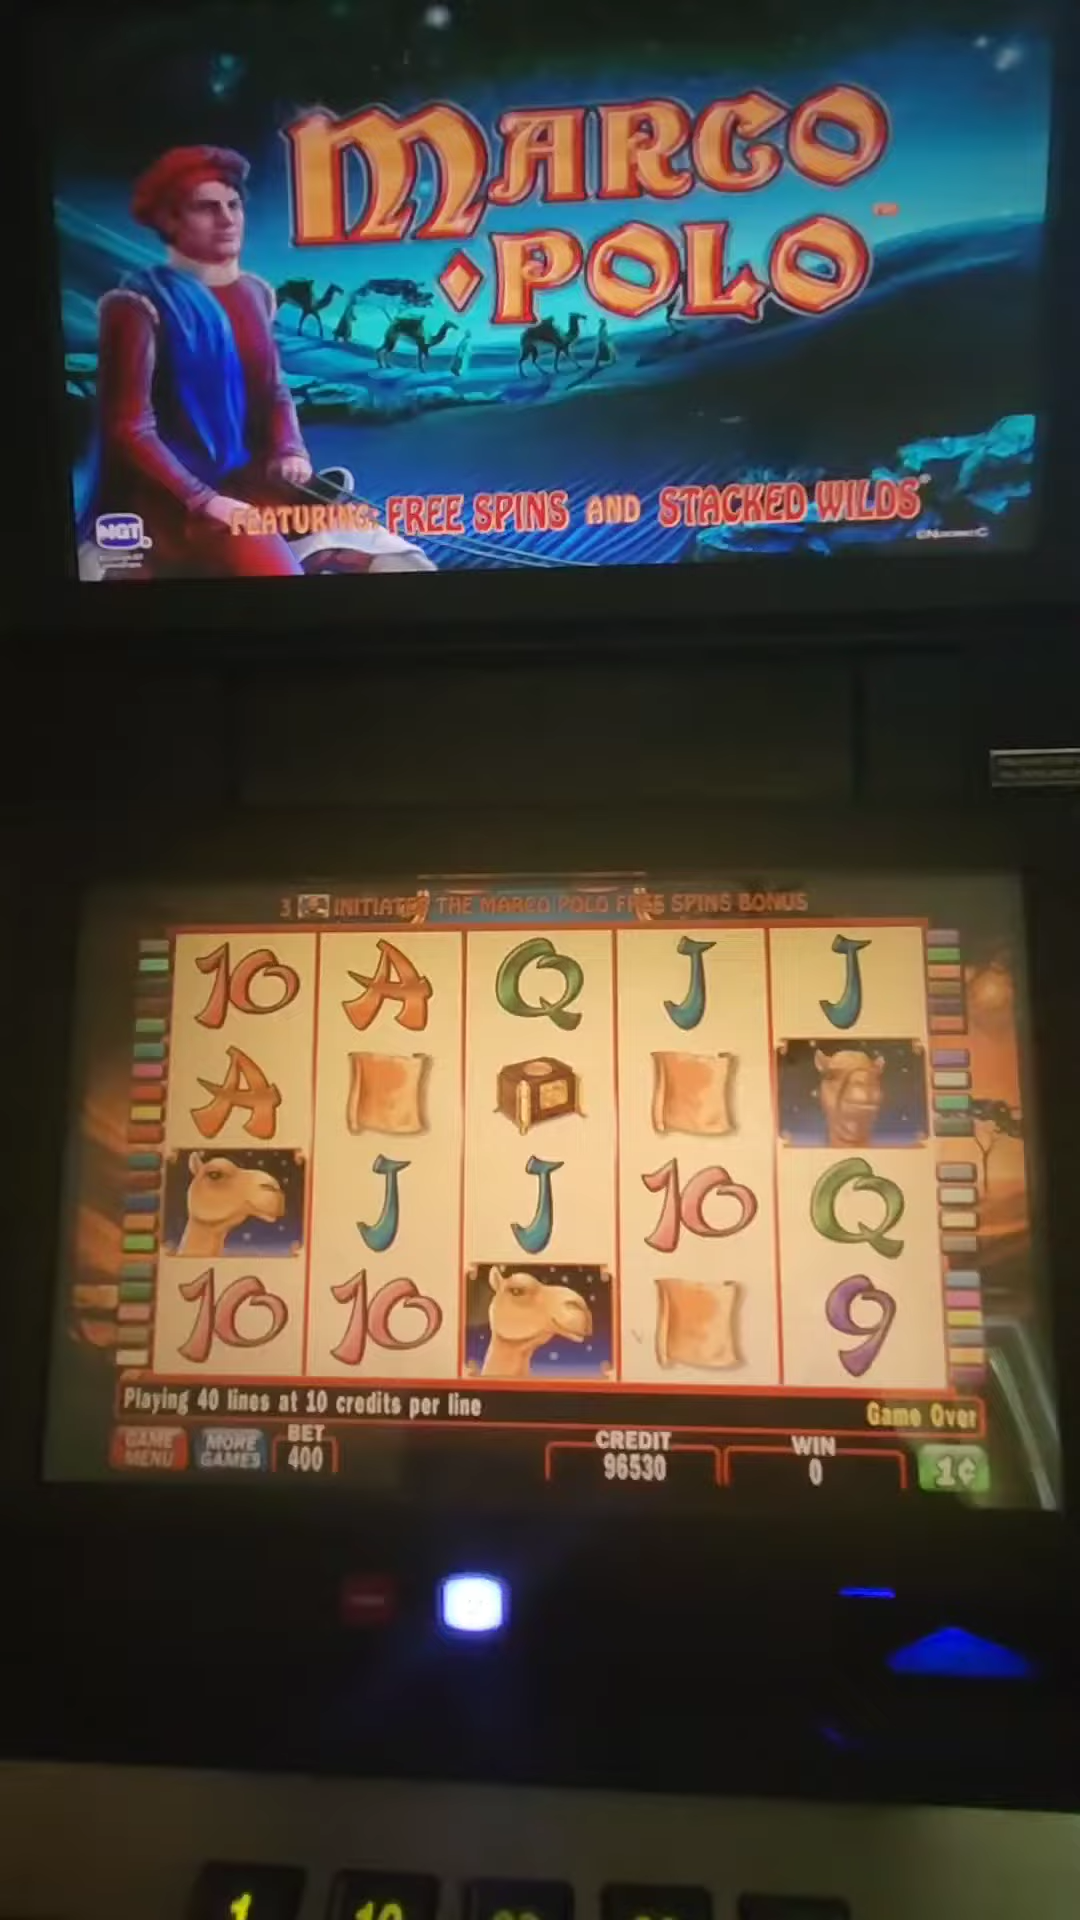 MARCO
POLO
FEATURING: FREE SPINS AND STACKED WILDS
IGT
3 INITIATES THE MARCO POLO FREE SPINS BONUS
10 A Q J J
A
J J 10 Q
10 10 9
Playing 40 lines at 10 credits per line
Game Over
GAME MENU
MORE GAMES
BET
400
CREDIT
96530
WIN
0
1¢
1